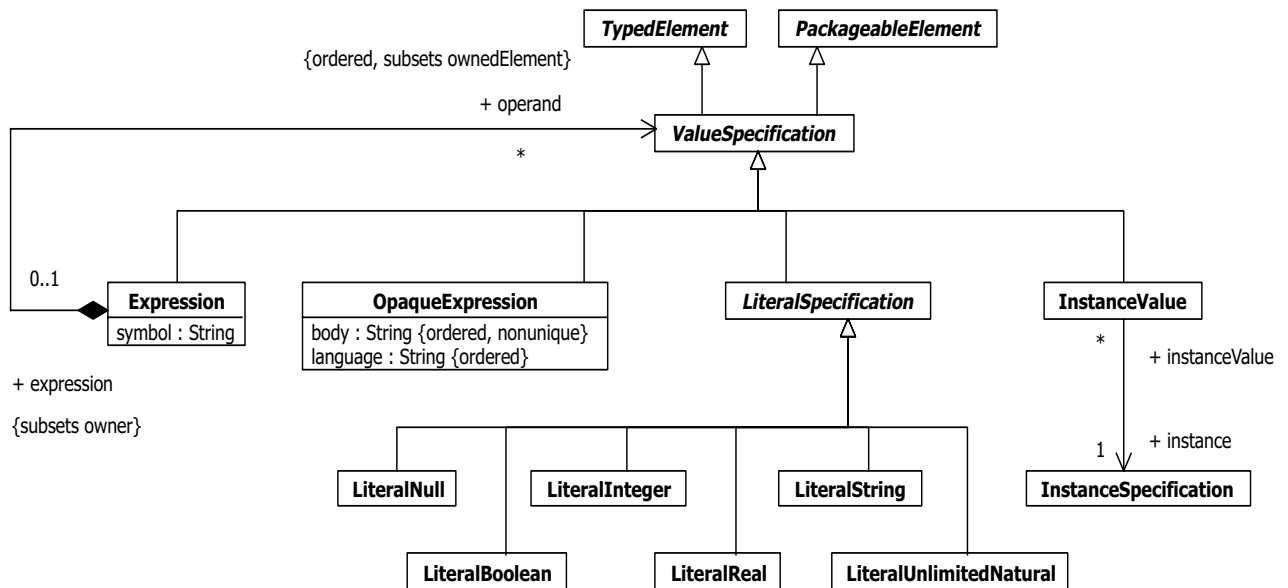 TypedElement
PackageableElement
{ordered, subsets ownedElement}
+ operand
ValueSpecification
*
0..1
Expression
symbol : String
OpaqueExpression
body : String {ordered, nonunique}
language : String {ordered}
LiteralSpecification
InstanceValue
*
+ instanceValue
+ expression
{subsets owner}
+ instance
1
LiteralNull
LiteralInteger
LiteralString
InstanceSpecification
LiteralBoolean
LiteralReal
LiteralUnlimitedNatural